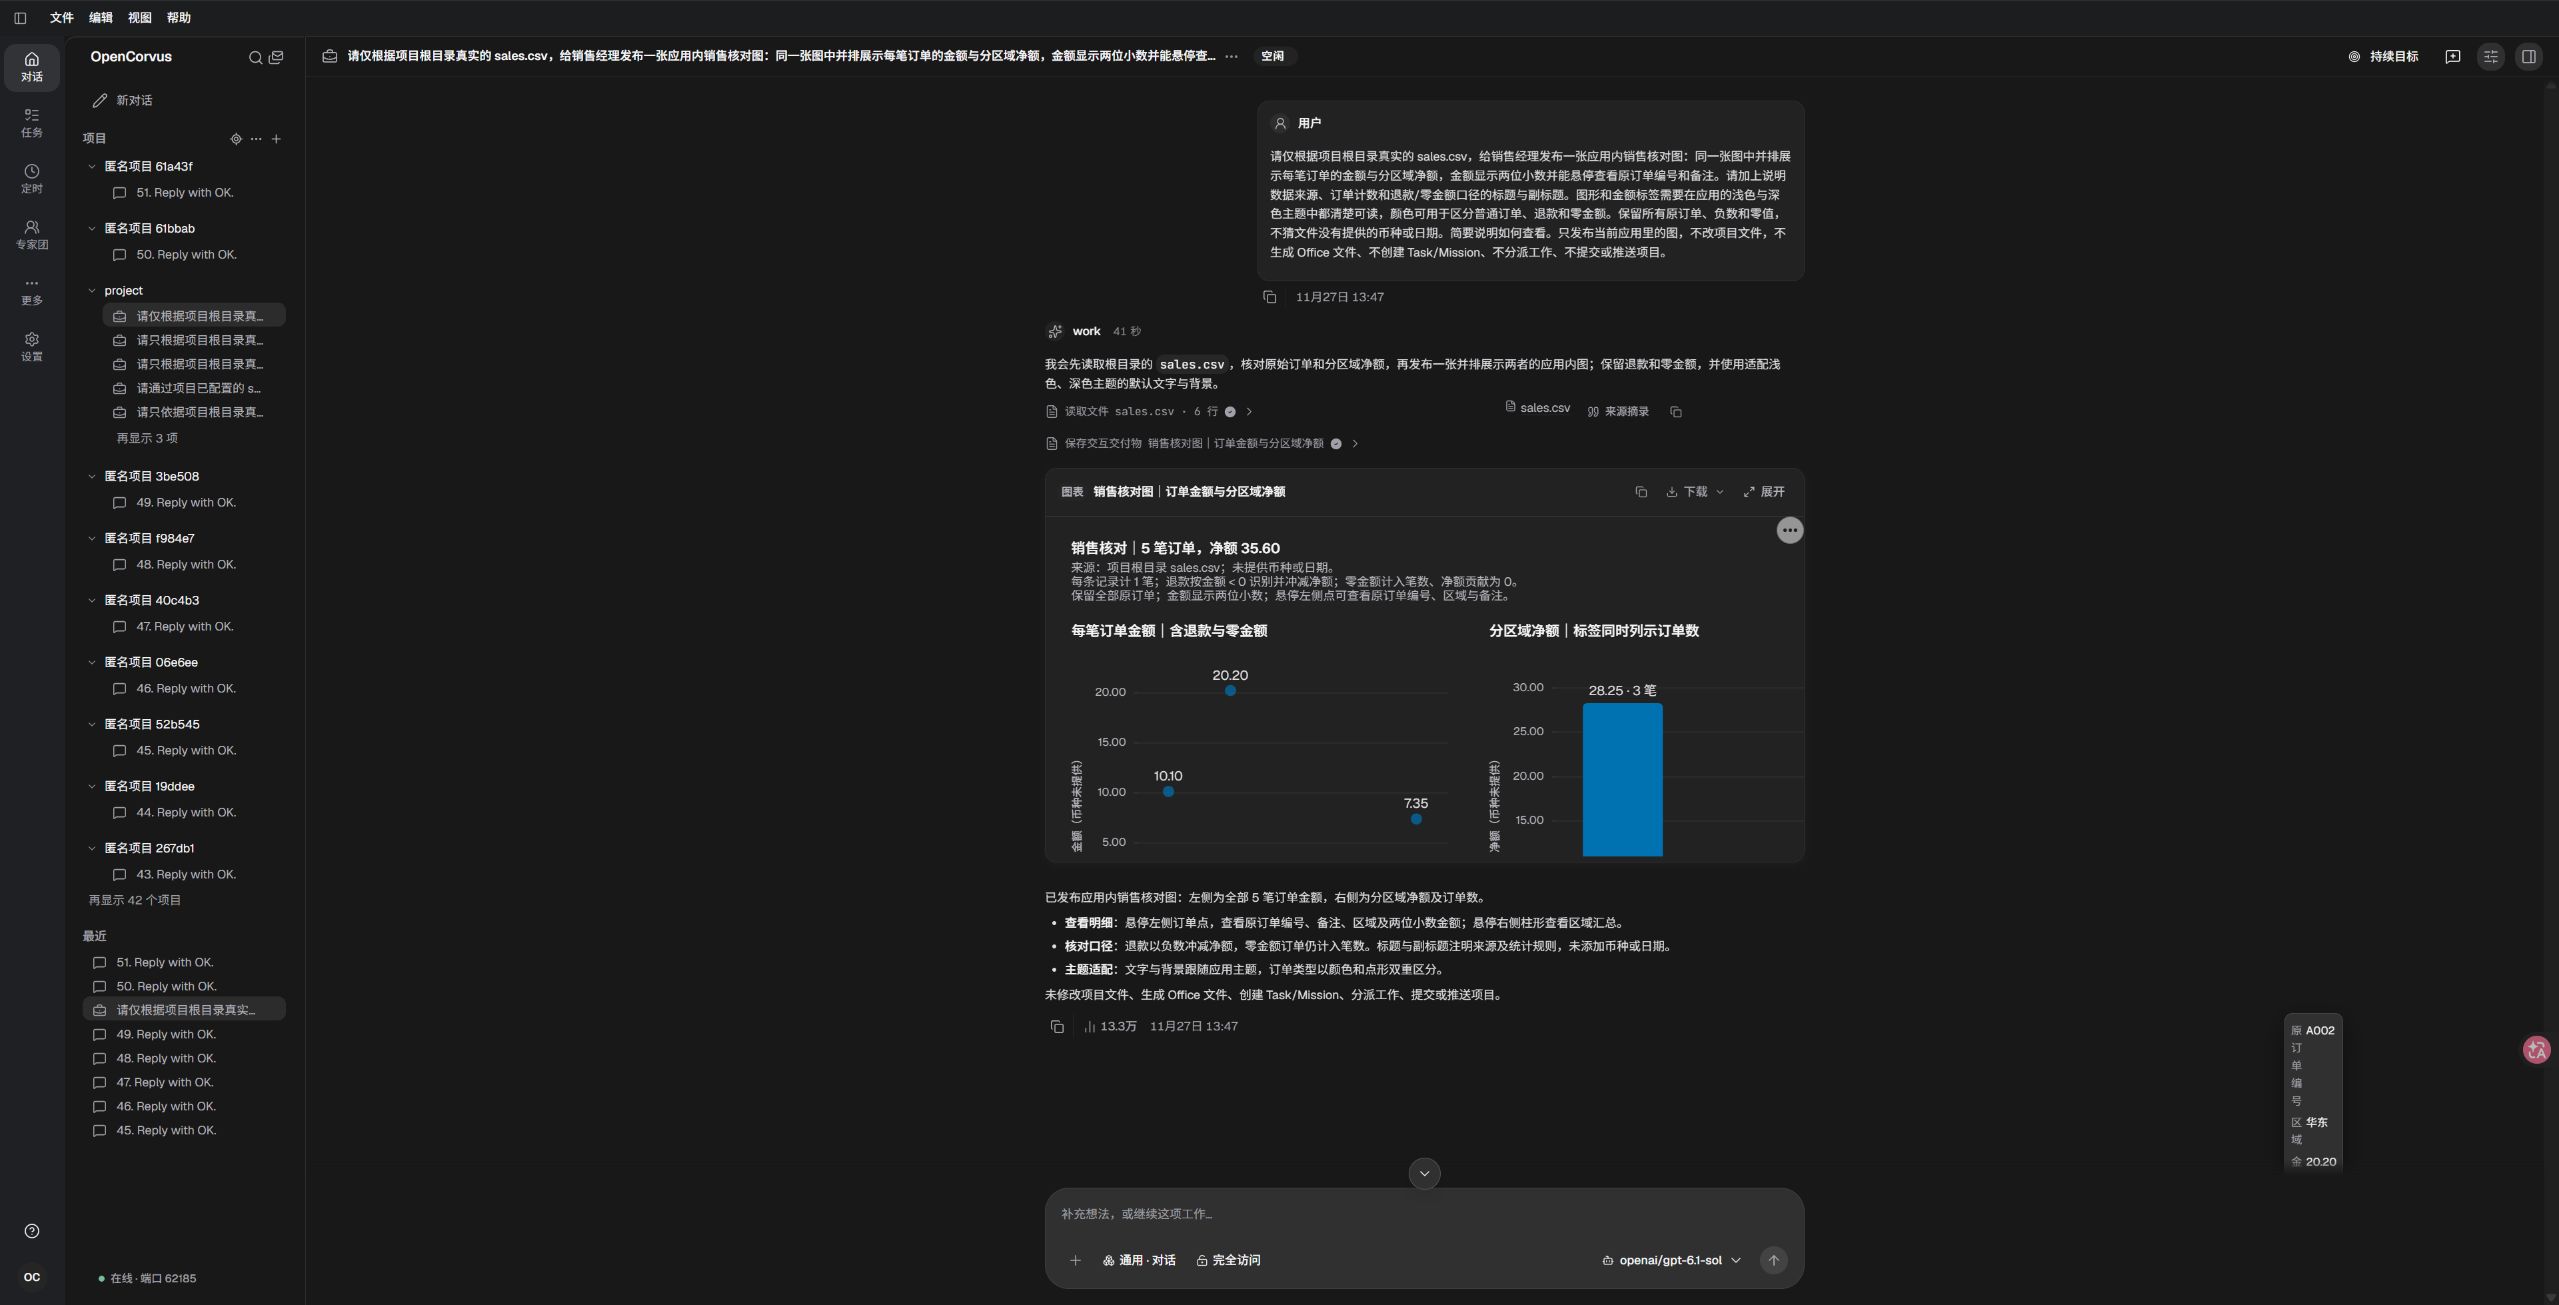 文件 编辑 视图 帮助
对话
任务
定时
专家团
更多
设置
OC
OpenCorvus
新对话
项目
匿名项目 61a43f
51. Reply with OK.
匿名项目 61bbab
50. Reply with OK.
project
请仅根据项目根目录真...
请只根据项目根目录真...
请只根据项目根目录真...
请通过项目已配置的 s...
请只依据项目根目录真...
再显示 3 项
匿名项目 3be508
49. Reply with OK.
匿名项目 f984e7
48. Reply with OK.
匿名项目 40c4b3
47. Reply with OK.
匿名项目 06e6ee
46. Reply with OK.
匿名项目 52b545
45. Reply with OK.
匿名项目 19ddee
44. Reply with OK.
匿名项目 267db1
43. Reply with OK.
再显示 42 个项目
最近
51. Reply with OK.
50. Reply with OK.
请仅根据项目根目录真实...
49. Reply with OK.
48. Reply with OK.
47. Reply with OK.
46. Reply with OK.
45. Reply with OK.
在线 · 端口 62185
请仅根据项目根目录真实的 sales.csv，给销售经理发布一张应用内销售核对图：同一张图中并排展示每笔订单的金额与分区域净额，金额显示两位小数并能悬停查... ··· 空闲
持续目标
用户
请仅根据项目根目录真实的 sales.csv，给销售经理发布一张应用内销售核对图：同一张图中并排展
示每笔订单的金额与分区域净额，金额显示两位小数并能悬停查看原订单编号和备注。请加上说明
数据来源、订单计数和退款/零金额口径的标题与副标题。图形和金额标签需要在应用的浅色与深
色主题中都清楚可读，颜色可用于区分普通订单、退款和零金额。保留所有原订单、负数和零值，
不猜文件没有提供的币种或日期。简要说明如何查看。只发布当前应用里的图，不改项目文件，不
生成 Office 文件、不创建 Task/Mission、不分派工作、不提交或推送项目。
11月27日 13:47
work 41 秒
我会先读取根目录的 sales.csv，核对原始订单和分区域净额，再发布一张并排展示两者的应用内图；保留退款和零金额，并使用适配浅
色、深色主题的默认文字与背景。
读取文件 sales.csv · 6 行
sales.csv 来源摘录
保存交互交付物 销售核对图｜订单金额与分区域净额
图表 销售核对图｜订单金额与分区域净额
下载 展开
销售核对｜5 笔订单，净额 35.60
来源：项目根目录 sales.csv；未提供币种或日期。
每条记录计 1 笔；退款按金额 < 0 识别并冲减净额；零金额计入笔数、净额贡献为 0。
保留全部原订单；金额显示两位小数；悬停左侧点可查看原订单编号、区域与备注。
每笔订单金额｜含退款与零金额
20.00
15.00
10.00
5.00
20.20
10.10
7.35
金额（币种未提供）
分区域净额｜标签同时列示订单数
30.00
25.00
20.00
15.00
28.25 · 3 笔
净额（币种未提供）
已发布应用内销售核对图：左侧为全部 5 笔订单金额，右侧为分区域净额及订单数。
• 查看明细：悬停左侧订单点，查看原订单编号、备注、区域及两位小数金额；悬停右侧柱形查看区域汇总。
• 核对口径：退款以负数冲减净额，零金额订单仍计入笔数。标题与副标题注明来源及统计规则，未添加币种或日期。
• 主题适配：文字与背景跟随应用主题，订单类型以颜色和点形双重区分。
未修改项目文件、生成 Office 文件、创建 Task/Mission、分派工作、提交或推送项目。
13.3万 11月27日 13:47
原 A002
订
单
编
号
区 华东
域
金 20.20
补充想法，或继续这项工作...
通用 · 对话 完全访问
openai/gpt-6.1-sol